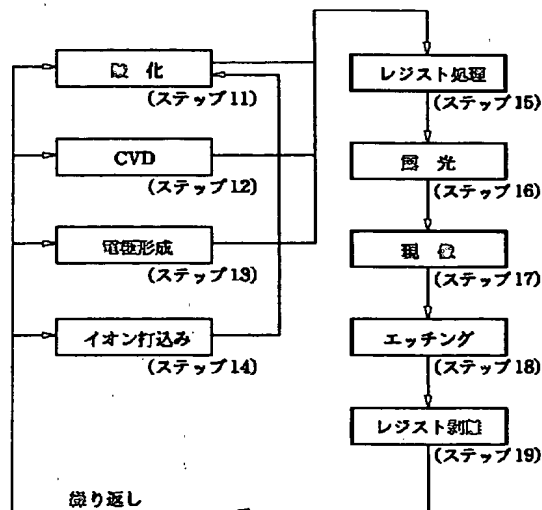 酸 化
(ステップ11)
CVD
(ステップ12)
電極形成
(ステップ13)
イオン打込み
(ステップ14)
レジスト処理
(ステップ15)
露 光
(ステップ16)
現 像
(ステップ17)
エッチング
(ステップ18)
レジスト剥離
(ステップ19)
繰り返し